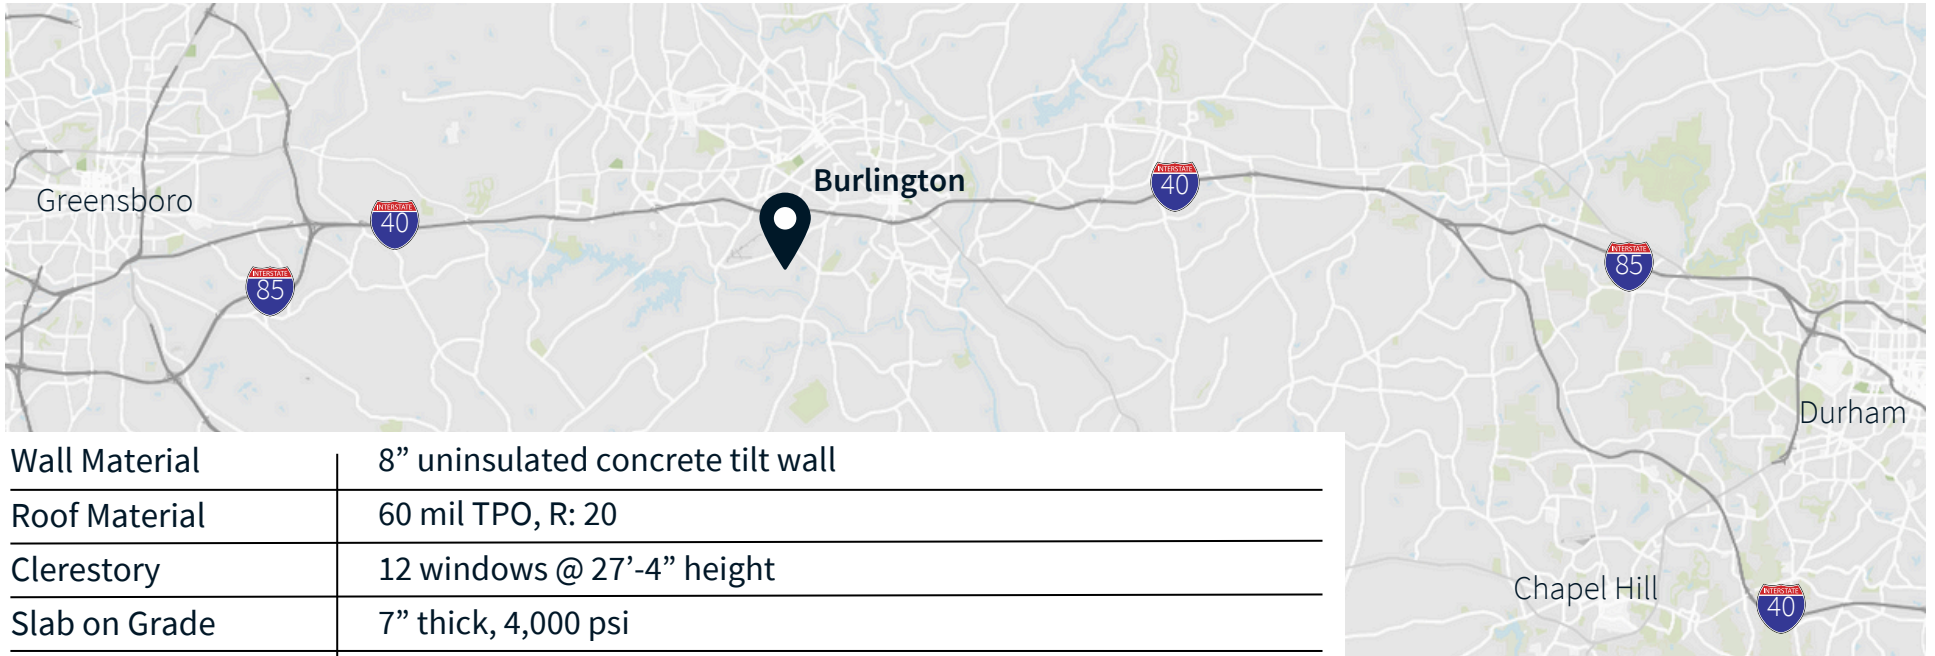 Burlington
INTERSTATE
40
Greensboro
INTERSTATE
40
INTERSTATE
85
INTERSTATE
85
Durham
Wall Material 8” uninsulated concrete tilt wall
Roof Material 60 mil TPO, R: 20
Clerestory 12 windows @ 27’-4” height
Slab on Grade 7” thick, 4,000 psi
Chapel Hill
INTERSTATE
40